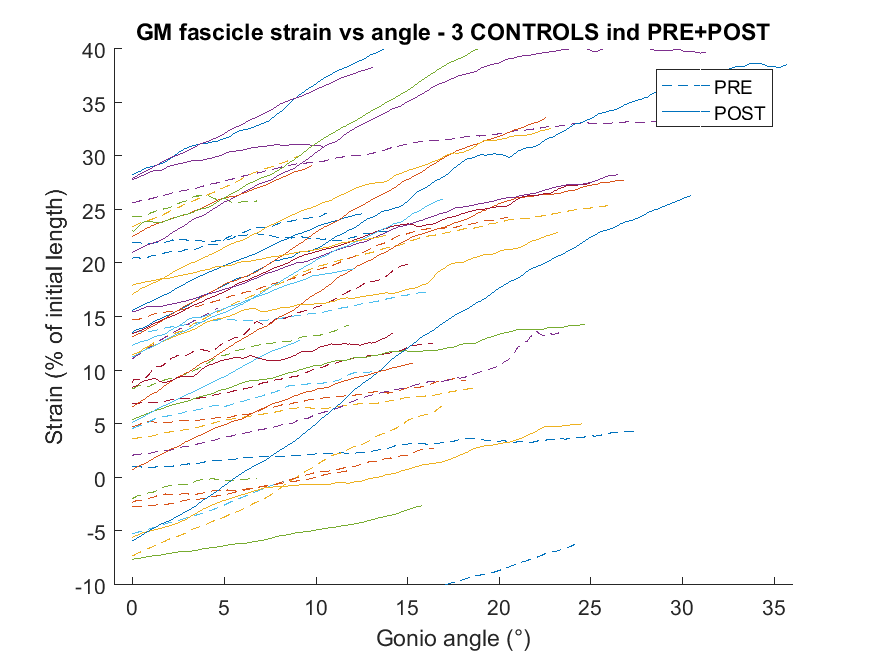 GM fascicle strain vs angle - 3 CONTROLS ind PRE+POST
40
35
30
25
20
15
10
5
0
-5
-10
Strain (% of initial length)
PRE
POST
0 5 10 15 20 25 30 35
Gonio angle (°)